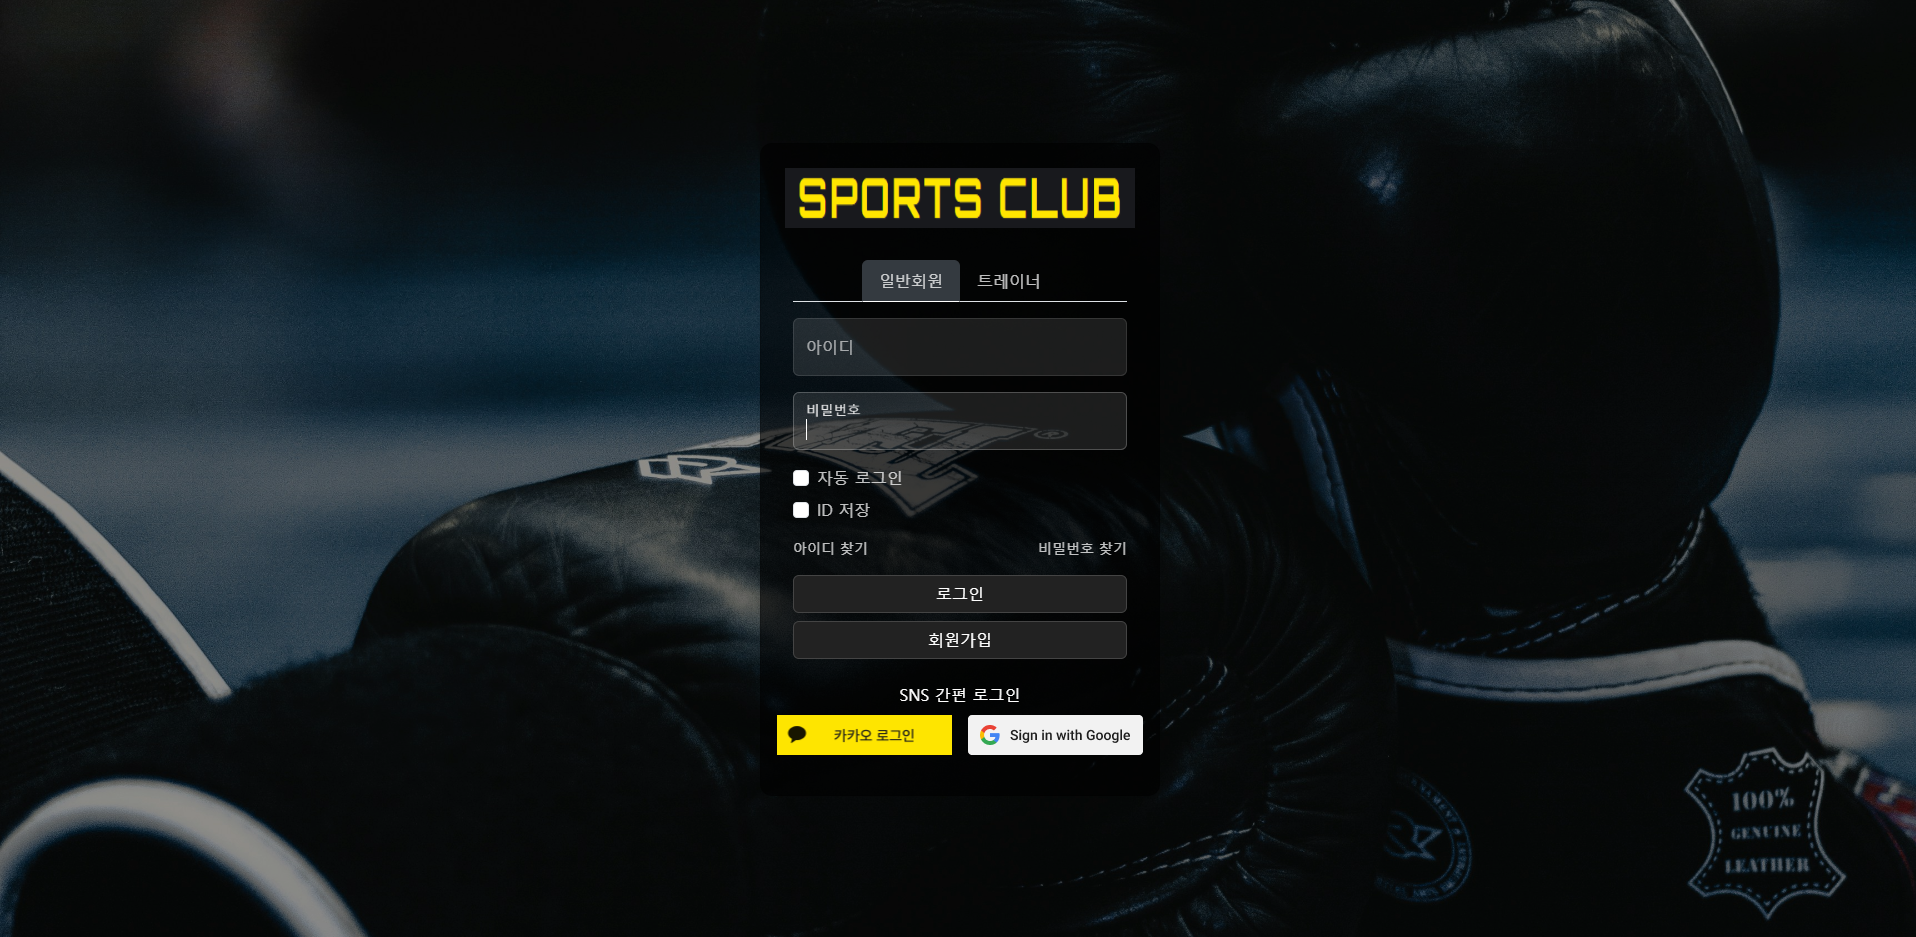 SPORTS CLUB
일반회원 트레이너
아이디
비밀번호
자동 로그인
ID 저장
아이디 찾기 비밀번호 찾기
로그인
회원가입
SNS 간편 로그인
카카오 로그인 Sign in with Google
100%
GENUINE
LEATHER